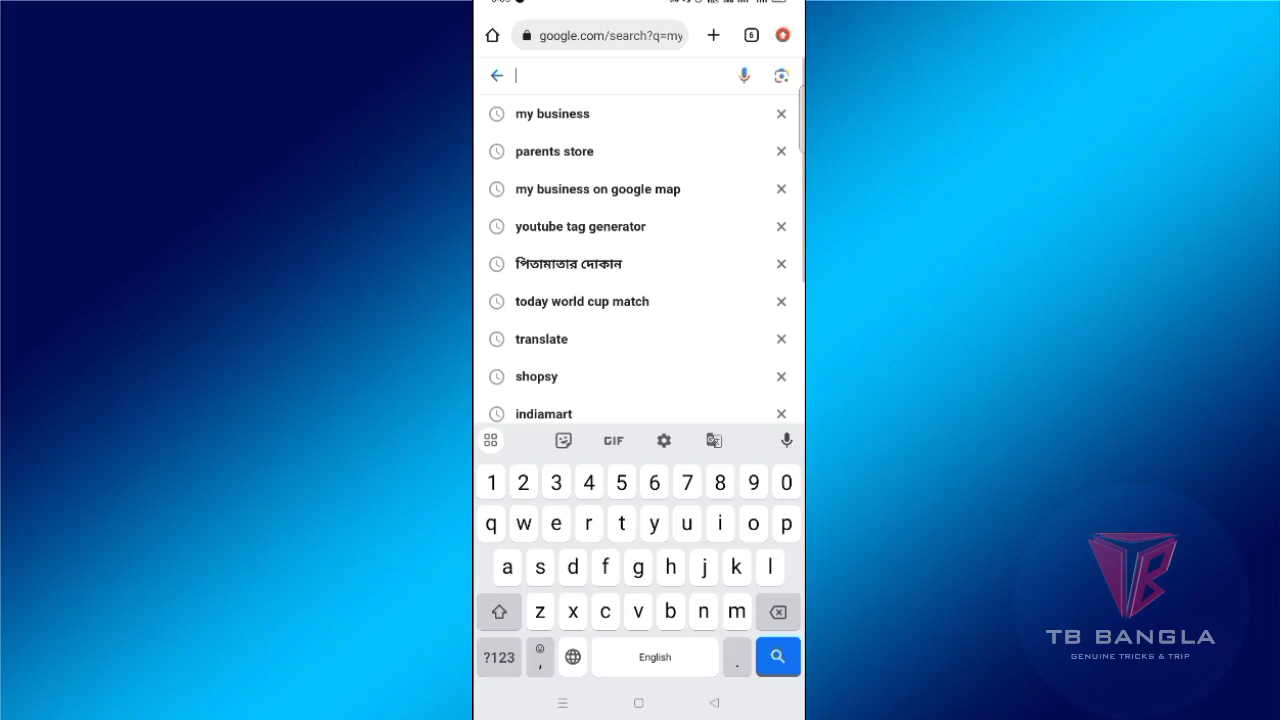 google.com/search?q=my
6
my business
parents store
my business on google map
youtube tag generator
পিতামাতার দোকান
today world cup match
translate
shopsy
indiamart
GIF
1 2 3 4 5 6 7 8 9 0
q w e r t y u i o p
a s d f g h j k l
z x c v b n m
?123 , English .
TB BANGLA
GENUINE TRICKS & TRIP